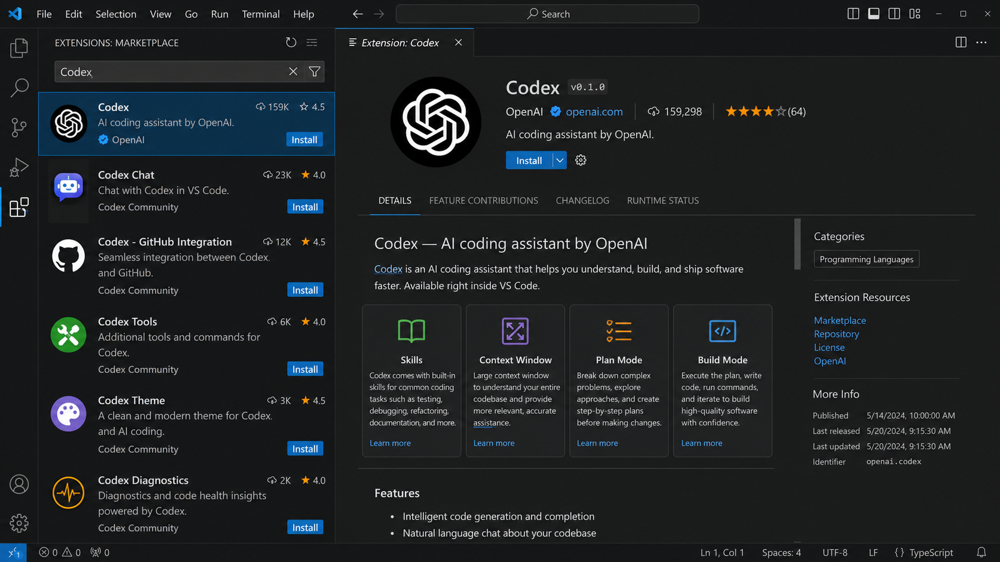 File Edit Selection View Go Run Terminal Help
Search
EXTENSIONS: MARKETPLACE
Codex
Codex 159K 4.5
AI coding assistant by OpenAI.
OpenAI Install
Codex Chat 23K 4.0
Chat with Codex in VS Code.
Codex Community Install
Codex - GitHub Integration 12K 4.5
Seamless integration between Codex.
and GitHub.
Codex Community Install
Codex Tools 6K 4.0
Additional tools and commands for
Codex.
Codex Community Install
Codex Theme 3K 4.5
A clean and modern theme for Codex.
and AI coding.
Codex Community Install
Codex Diagnostics 2K 4.0
Diagnostics and code health insights
powered by Codex.
Codex Community Install
Extension: Codex
Codex v0.1.0
OpenAI openai.com 159,298 (64)
AI coding assistant by OpenAI.
Install
DETAILS FEATURE CONTRIBUTIONS CHANGELOG RUNTIME STATUS
Codex — AI coding assistant by OpenAI
Codex is an AI coding assistant that helps you understand, build, and ship software
faster. Available right inside VS Code.
Skills
Codex comes with built-in
skills for common coding
tasks such as testing,
debugging, refactoring,
documentation, and more.
Learn more
Context Window
Large context window
to understand your entire
codebase and provide
more relevant, accurate
assistance.
Learn more
Plan Mode
Break down complex
problems, explore
approaches, and create
step-by-step plans
before making changes.
Learn more
Build Mode
Execute the plan, write
code, run commands,
and iterate to build
high-quality software
with confidence.
Learn more
Features
• Intelligent code generation and completion
• Natural language chat about your codebase
Categories
Programming Languages
Extension Resources
Marketplace
Repository
License
OpenAI
More Info
Published 5/14/2024, 10:00:00 AM
Last released 5/20/2024, 9:15:30 AM
Last updated 5/20/2024, 9:15:30 AM
Identifier openai.codex
1 0 0 0 Ln 1, Col 1 Spaces: 4 UTF-8 LF { } TypeScript